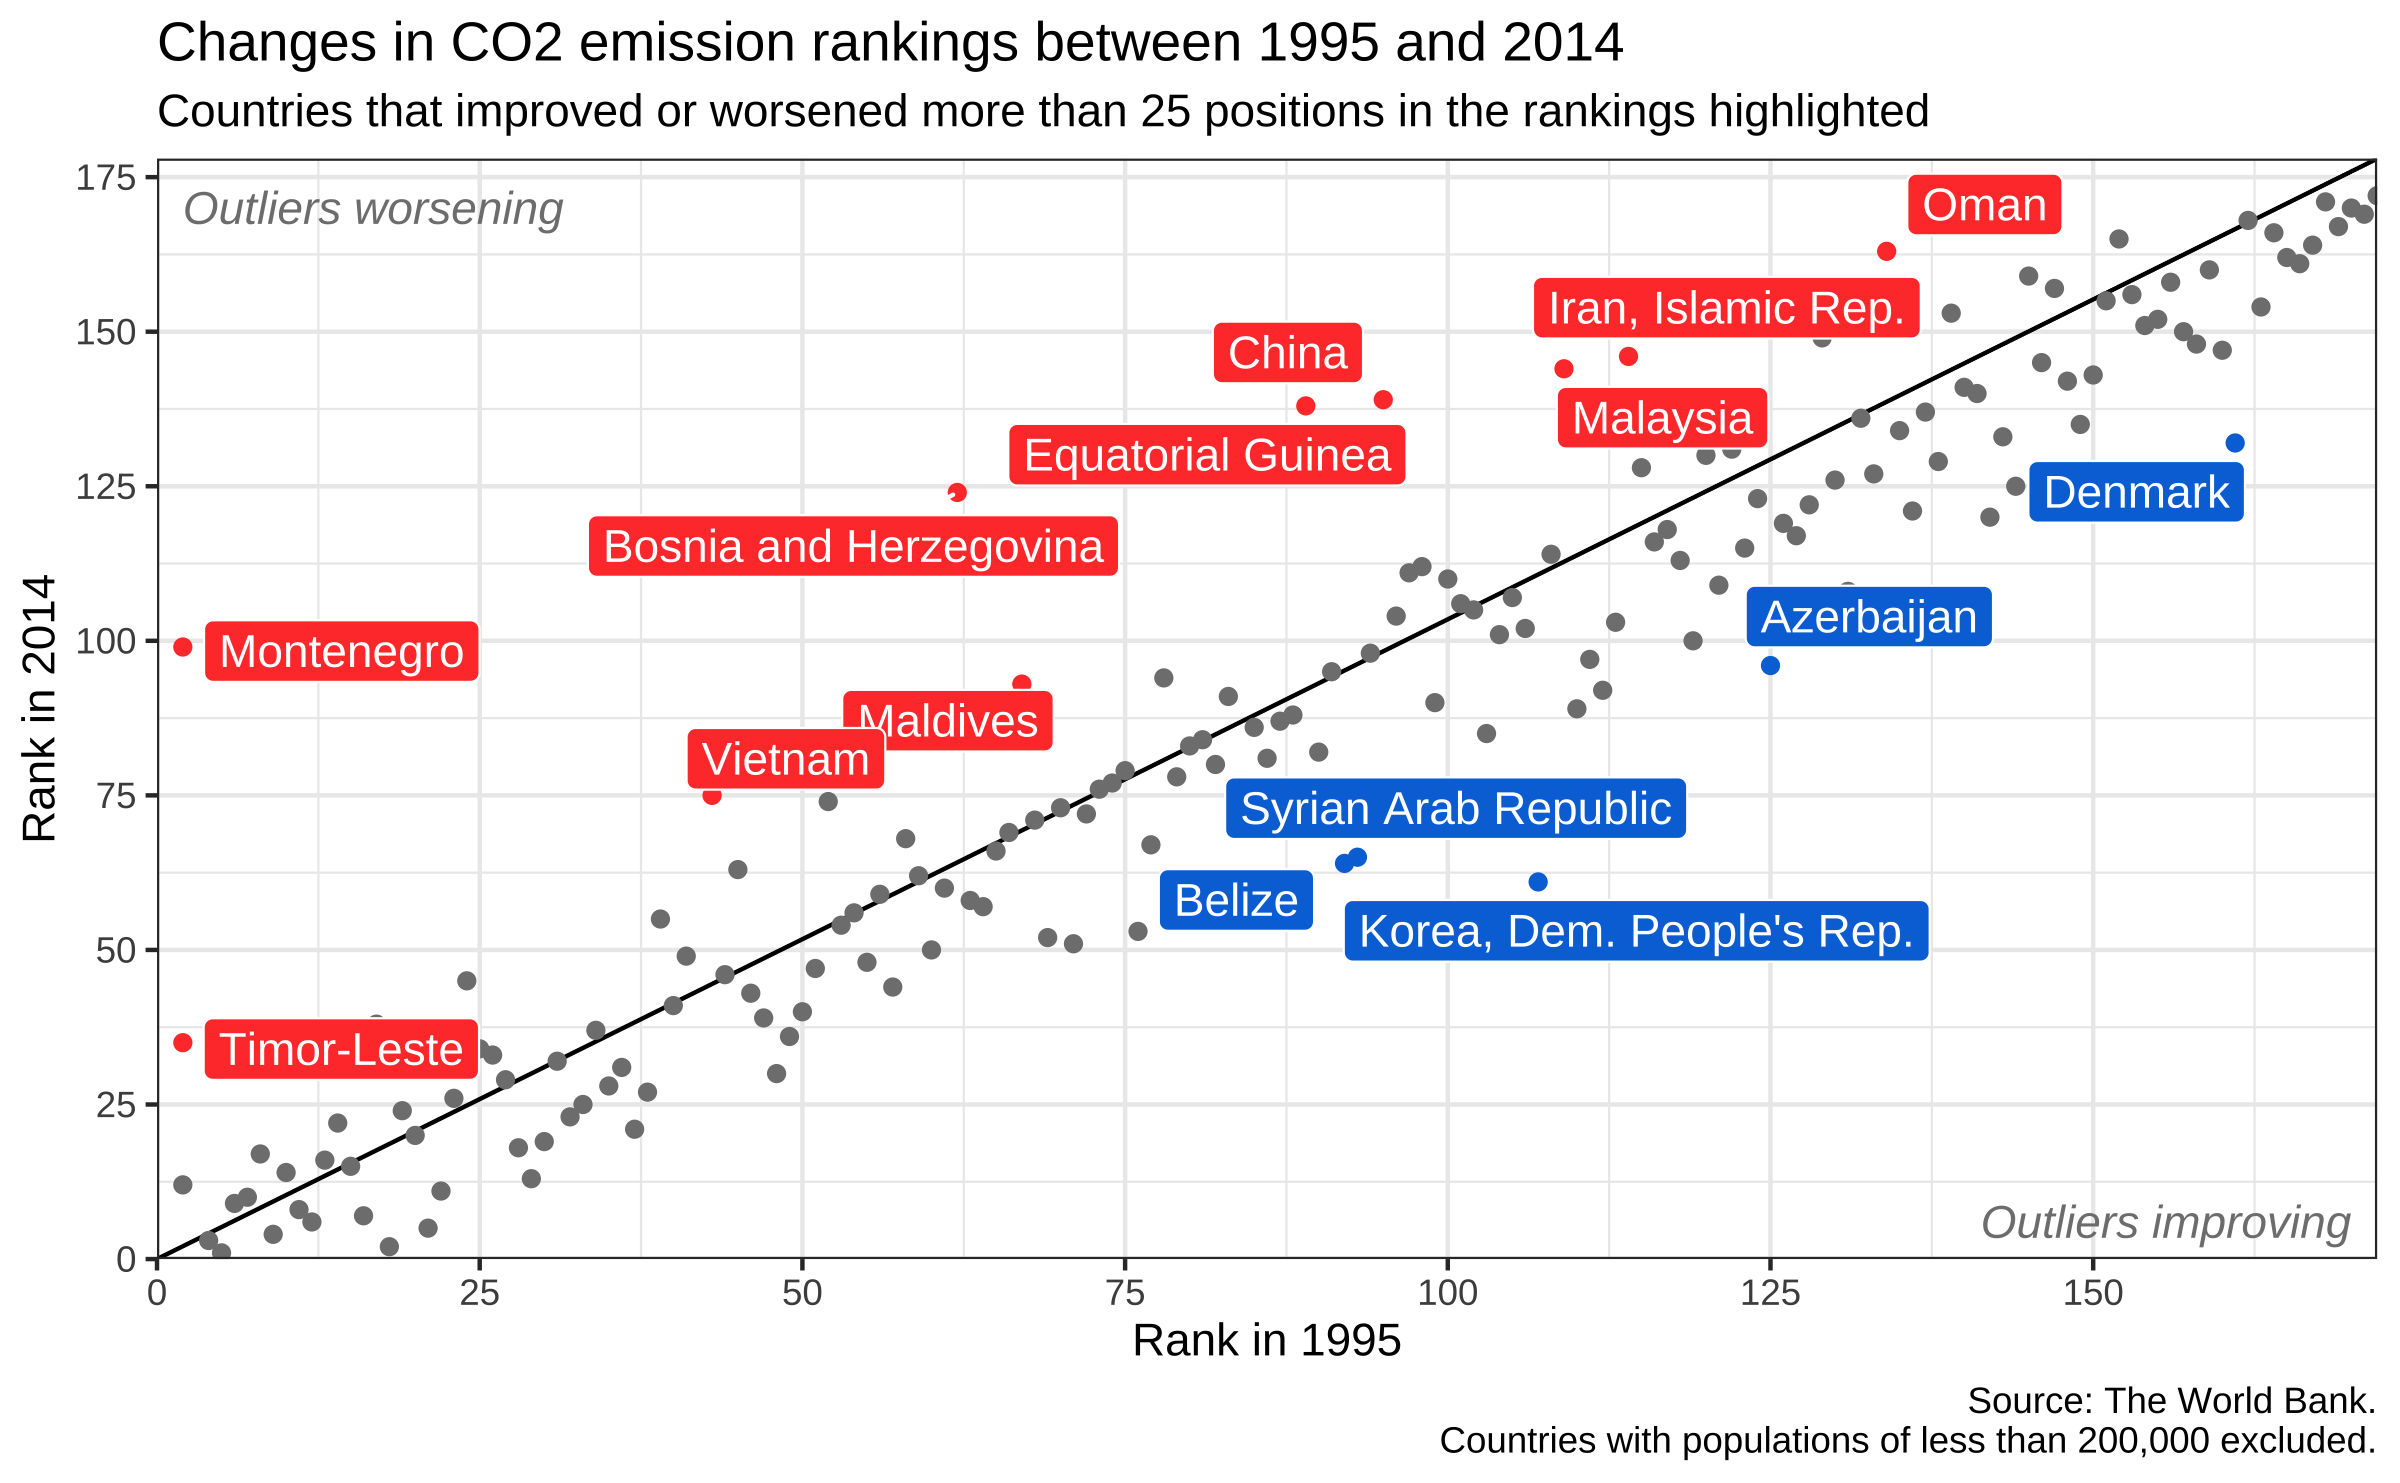 Changes in CO2 emission rankings between 1995 and 2014
Countries that improved or worsened more than 25 positions in the rankings highlighted
175
Outliers worsening
Oman
Iran, Islamic Rep.
150
China
Malaysia
Equatorial Guinea
125
Denmark
Bosnia and Herzegovina
Azerbaijan
100
Montenegro
Maldives
Vietnam
75
Syrian Arab Republic
Belize
Korea, Dem. People's Rep.
50
Timor-Leste
25
Outliers improving
0
0 25 50 75 100 125 150
Rank in 2014
Rank in 1995
Source: The World Bank.
Countries with populations of less than 200,000 excluded.